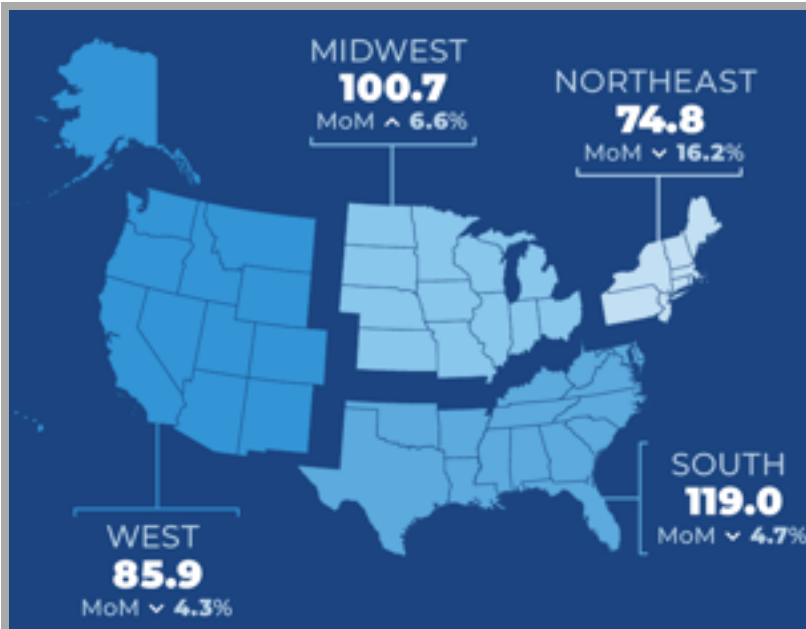 MIDWEST
100.7
MoM ^ 6.6%
NORTHEAST
74.8
MoM ⌄ 16.2%
SOUTH
119.0
MoM ⌄ 4.7%
WEST
85.9
MoM ⌄ 4.3%